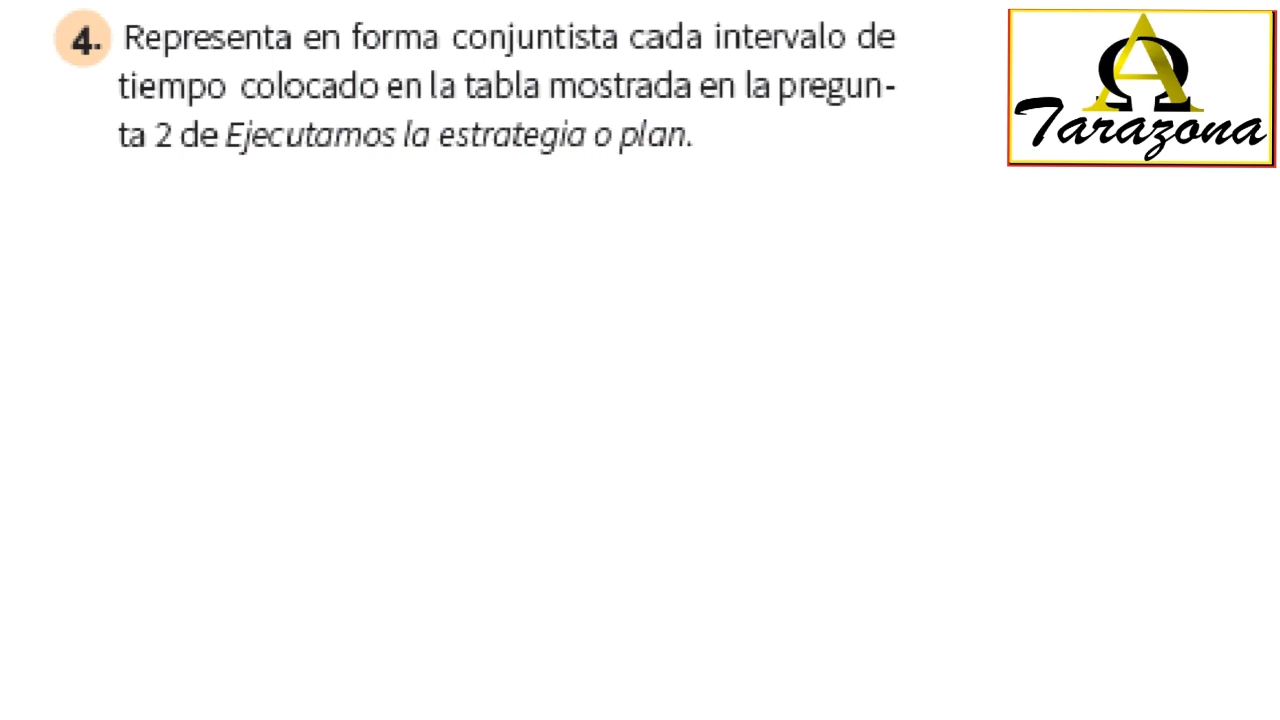 4. Representa en forma conjuntista cada intervalo de
tiempo colocado en la tabla mostrada en la pregun-
ta 2 de Ejecutamos la estrategia o plan.
AΩ
Tarazona